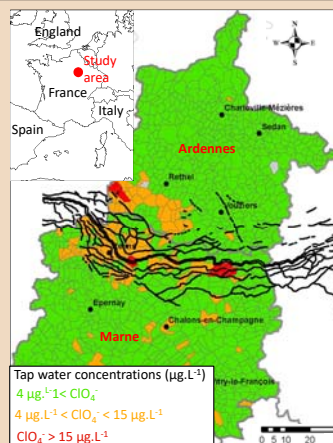 England
Study
area
France
Italy
Spain
N
W
E
S
Charleville-Mézières
Sedan
Ardennes
Rethel
Vouziers
Epernay
Chalons-en-Champagne
Marne
Tap water concentrations (µg.L⁻¹)
4 µg.L⁻1< ClO₄⁻
4 µg.L⁻¹ < ClO₄⁻ < 15 µg.L⁻¹
ClO₄⁻ > 15 µg.L⁻¹
try-le-François
0
10
20